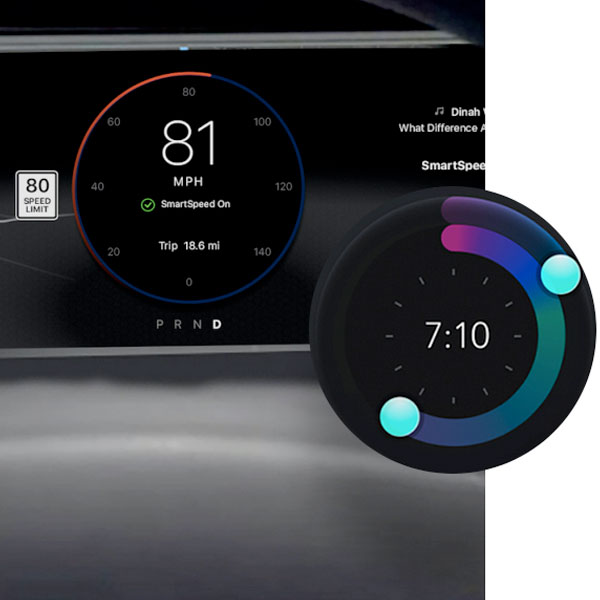 80
SPEED
LIMIT
80
60
100
81
MPH
40
120
SmartSpeed On
Trip 18.6 mi
20
140
0
P R N D
Dinah
What Difference
7:10